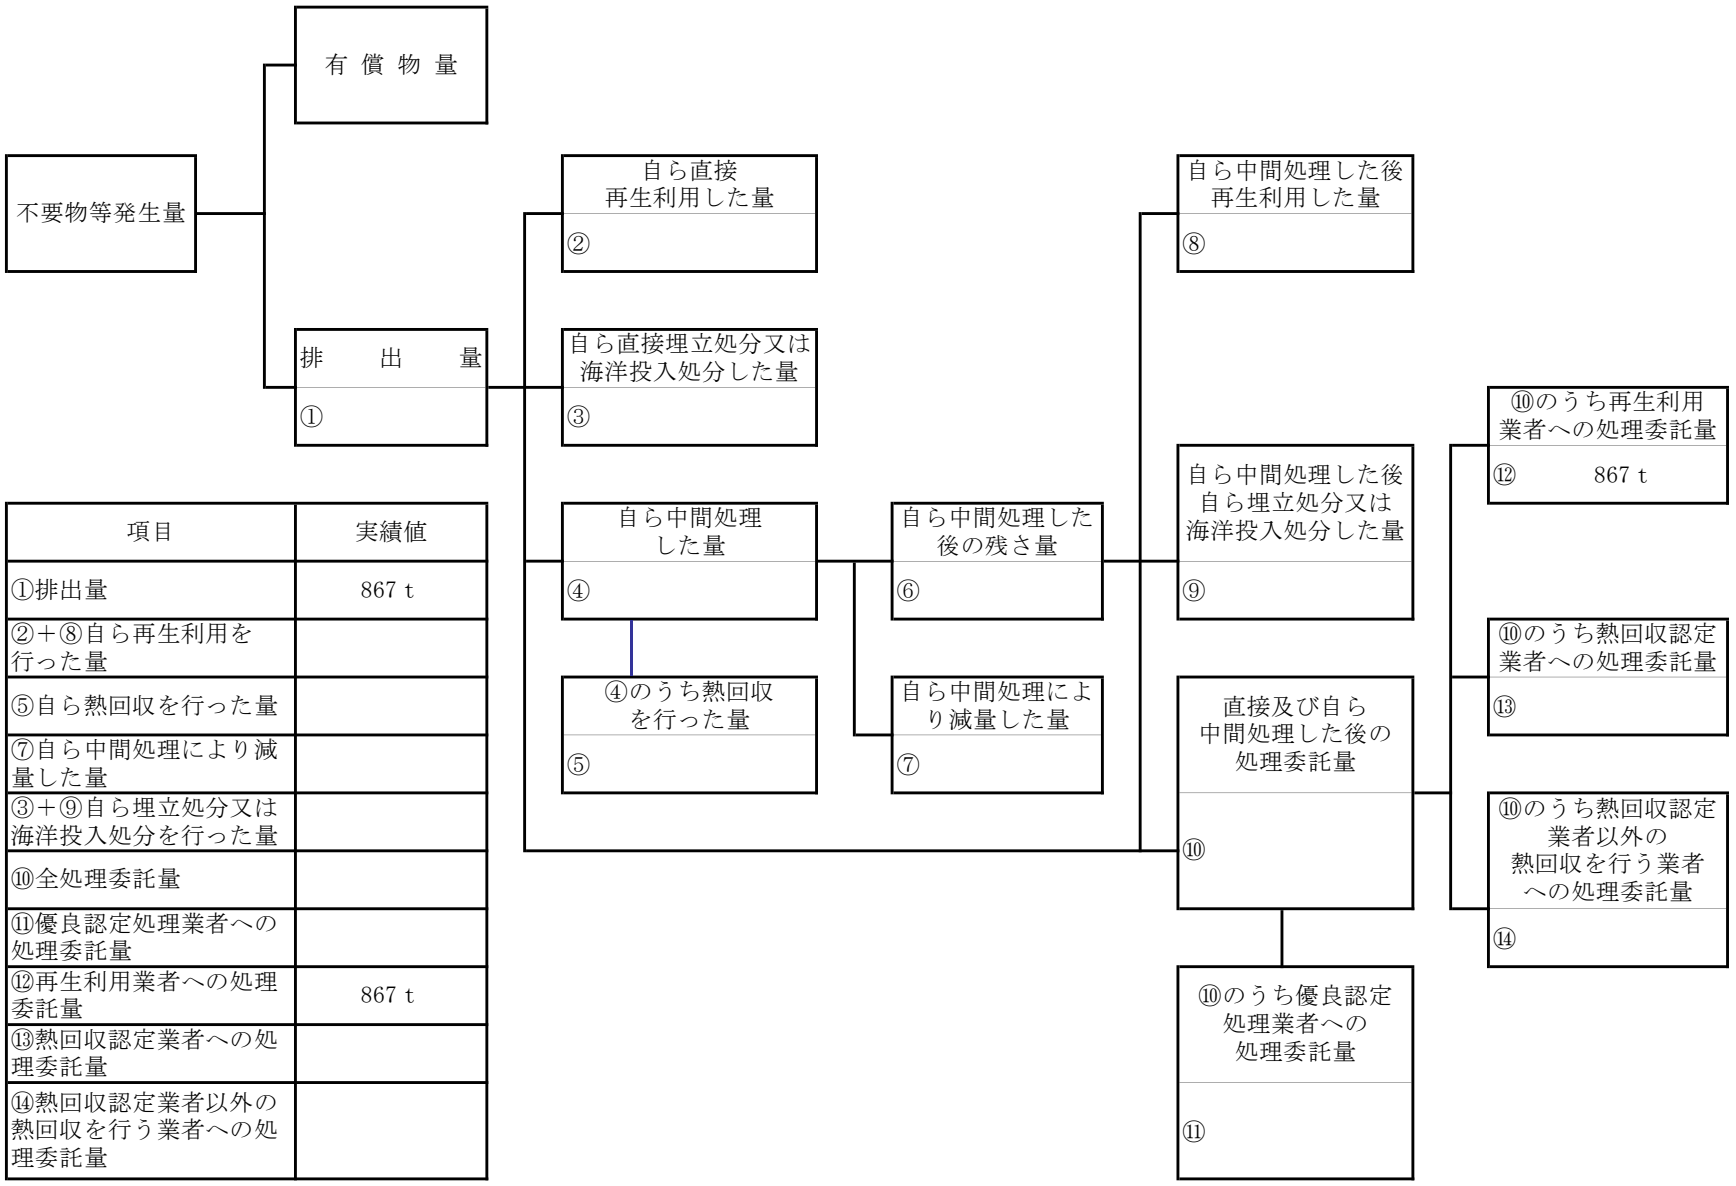 有償物量
不要物等発生量
排出量
①
自ら直接
再生利用した量
②
自ら直接埋立処分又は
海洋投入処分した量
③
自ら中間処理
した量
④
④のうち熱回収
を行った量
⑤
自ら中間処理した
後の残さ量
⑥
自ら中間処理によ
り減量した量
⑦
自ら中間処理した後
再生利用した量
⑧
自ら中間処理した後
自ら埋立処分又は
海洋投入処分した量
⑨
直接及び自ら
中間処理した後の
処理委託量
⑩
⑩のうち優良認定
処理業者への
処理委託量
⑪
⑩のうち再生利用
業者への処理委託量
⑫ 867 t
⑩のうち熱回収認定
業者への処理委託量
⑬
⑩のうち熱回収認定
業者以外の
熱回収を行う業者
への処理委託量
⑭
項目 実績値
①排出量 867 t
②+⑧自ら再生利用を
行った量
⑤自ら熱回収を行った量
⑦自ら中間処理により減
量した量
③+⑨自ら埋立処分又は
海洋投入処分を行った量
⑩全処理委託量
⑪優良認定処理業者への
処理委託量
⑫再生利用業者への処理
委託量 867 t
⑬熱回収認定業者への処
理委託量
⑭熱回収認定業者以外の
熱回収を行う業者への処
理委託量